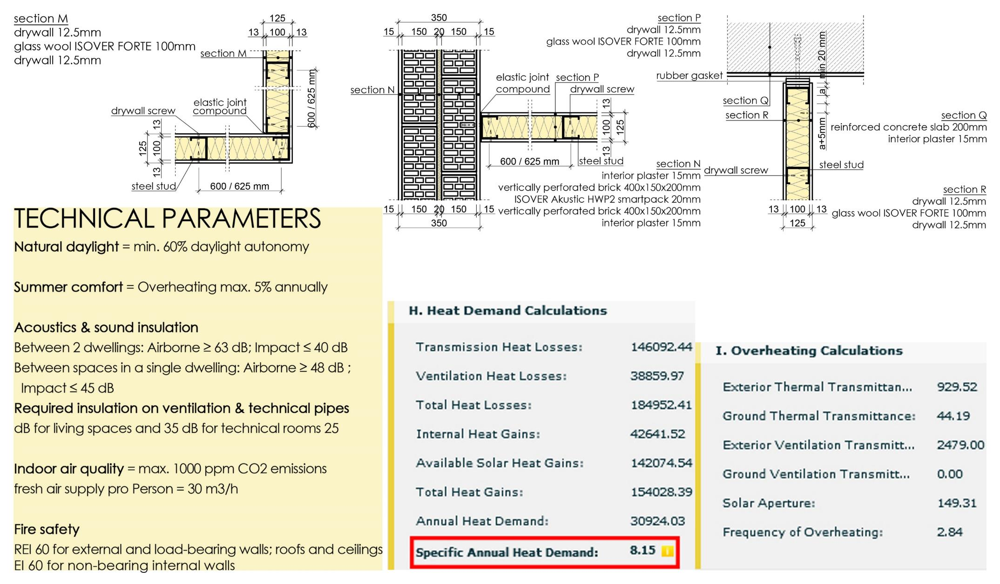 section M
drywall 12.5mm
glass wool ISOVER FORTE 100mm
drywall 12.5mm
125
13 100 13
section M
600 / 625 mm
elastic joint
compound
drywall screw
13
100
125
13
steel stud
600 / 625 mm
350
15 150 20 150 15
section N
elastic joint
compound
section P
drywall screw
13
100
125
13
600 / 625 mm
steel stud
15 150 20 150 15
350
section P
drywall 12.5mm
glass wool ISOVER FORTE 100mm
drywall 12.5mm
section N
interior plaster 15mm
vertically perforated brick 400x150x200mm
ISOVER Akustic HWP2 smartpack 20mm
vertically perforated brick 400x150x200mm
interior plaster 15mm
rubber gasket
min 20 mm
a
section Q
section R
a+5mm
steel stud
drywall screw
13 100 13
125
section Q
reinforced concrete slab 200mm
interior plaster 15mm
section R
drywall 12.5mm
glass wool ISOVER FORTE 100mm
drywall 12.5mm
TECHNICAL PARAMETERS
Natural daylight = min. 60% daylight autonomy
Summer comfort = Overheating max. 5% annually
Acoustics & sound insulation
Between 2 dwellings: Airborne ≥ 63 dB; Impact ≤ 40 dB
Between spaces in a single dwelling: Airborne ≥ 48 dB ;
Impact ≤ 45 dB
Required insulation on ventilation & technical pipes
dB for living spaces and 35 dB for technical rooms 25
Indoor air quality = max. 1000 ppm CO2 emissions
fresh air supply pro Person = 30 m3/h
Fire safety
REI 60 for external and load-bearing walls; roofs and ceilings
EI 60 for non-bearing internal walls
H. Heat Demand Calculations
Transmission Heat Losses: 146092.44
Ventilation Heat Losses: 38859.97
Total Heat Losses: 184952.41
Internal Heat Gains: 42641.52
Available Solar Heat Gains: 142074.54
Total Heat Gains: 154028.39
Annual Heat Demand: 30924.03
Specific Annual Heat Demand: 8.15
I. Overheating Calculations
Exterior Thermal Transmittan... 929.52
Ground Thermal Transmittance: 44.19
Exterior Ventilation Transmitt... 2479.00
Ground Ventilation Transmitt... 0.00
Solar Aperture: 149.31
Frequency of Overheating: 2.84